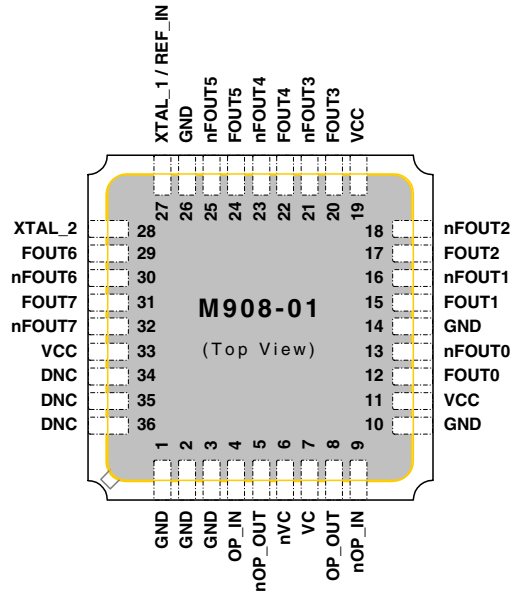 XTAL_1 / REF_IN
GND
nFOUT5
FOUT5
nFOUT4
FOUT4
nFOUT3
FOUT3
VCC
27
26
25
24
23
22
21
20
19
XTAL_2 28
FOUT6 29
nFOUT6 30
FOUT7 31
nFOUT7 32
VCC 33
DNC 34
DNC 35
DNC 36
M908-01
(Top View)
18 nFOUT2
17 FOUT2
16 nFOUT1
15 FOUT1
14 GND
13 nFOUT0
12 FOUT0
11 VCC
10 GND
1
2
3
4
5
6
7
8
9
GND
GND
GND
OP_IN
nOP_OUT
nVC
VC
OP_OUT
nOP_IN